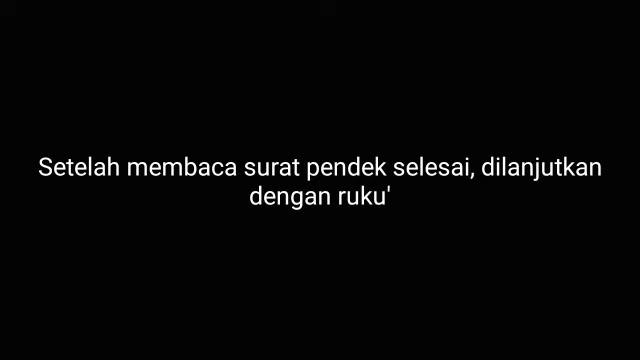 Setelah membaca surat pendek selesai, dilanjutkan
dengan ruku'